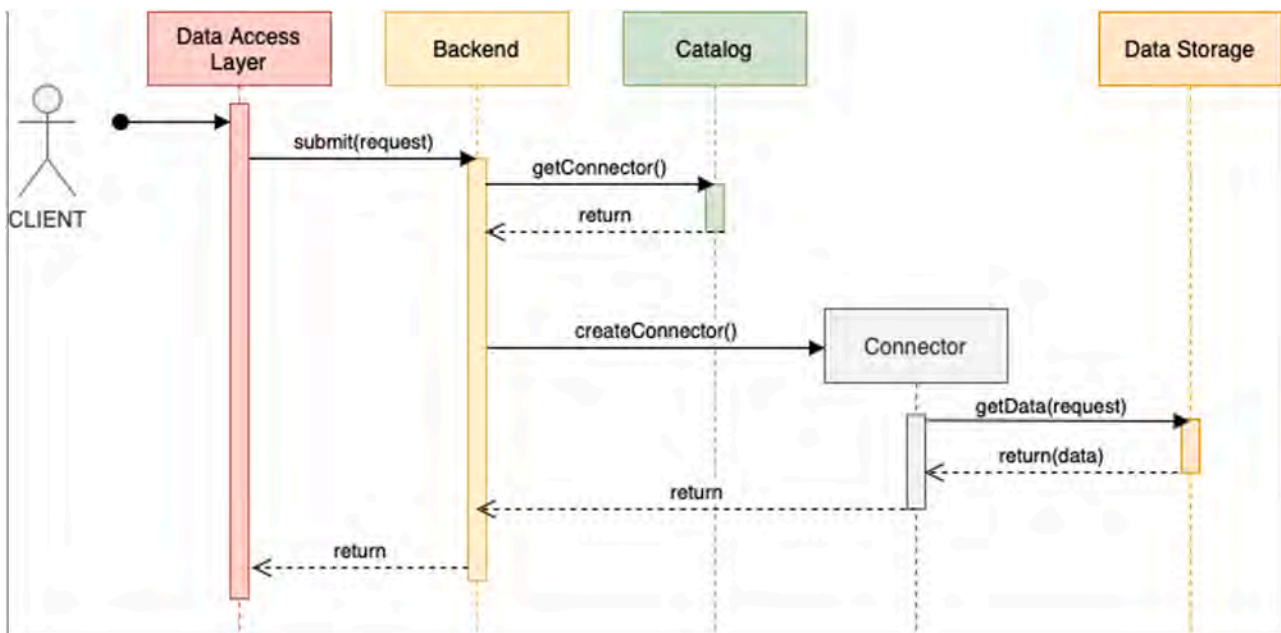 Data Access
Layer
Backend
Catalog
Data Storage
CLIENT
submit(request)
getConnector()
return
createConnector()
Connector
getData(request)
return(data)
return
return